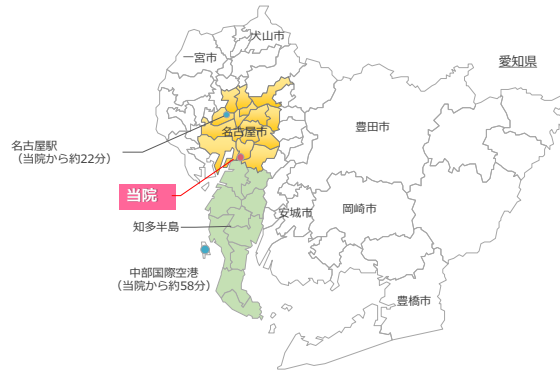 犬山市
一宮市
愛知県
名古屋市
豊田市
名古屋駅
（当院から約22分）
当院
安城市
岡崎市
知多半島
中部国際空港
（当院から約58分）
豊橋市